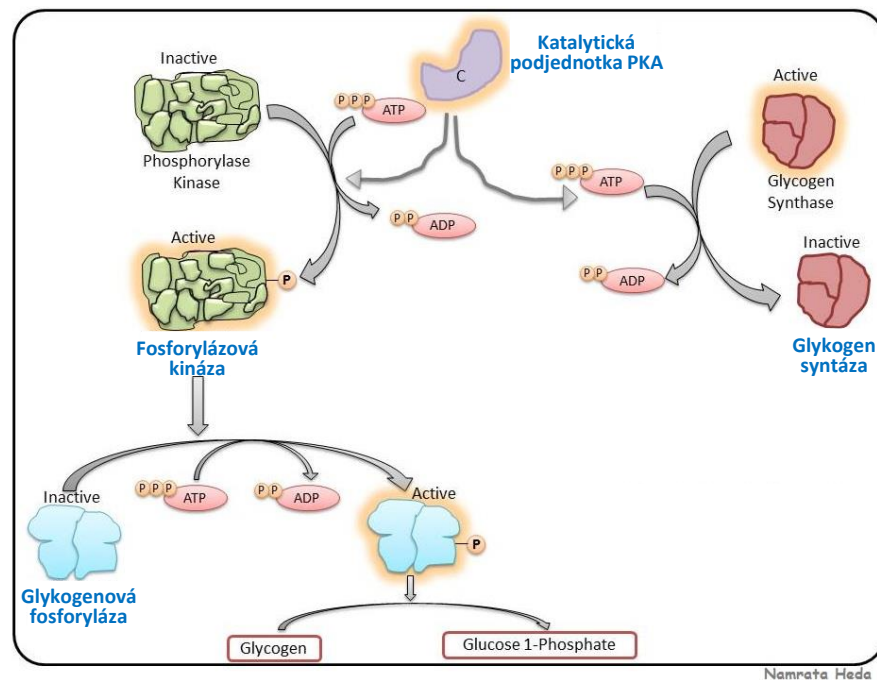 Inactive
Phosphorylase
Kinase
P P P
ATP
C
Katalytická
podjednotka PKA
Active
Glycogen
Synthase
P P P
ATP
P P
ADP
Active
P
Fosforylázová
kináza
P P
ADP
Inactive
Glykogen
syntáza
Inactive
P P P
ATP
P P
ADP
Active
P
Glykogenová
fosforyláza
Glycogen
Glucose 1-Phosphate
Namrata Heda